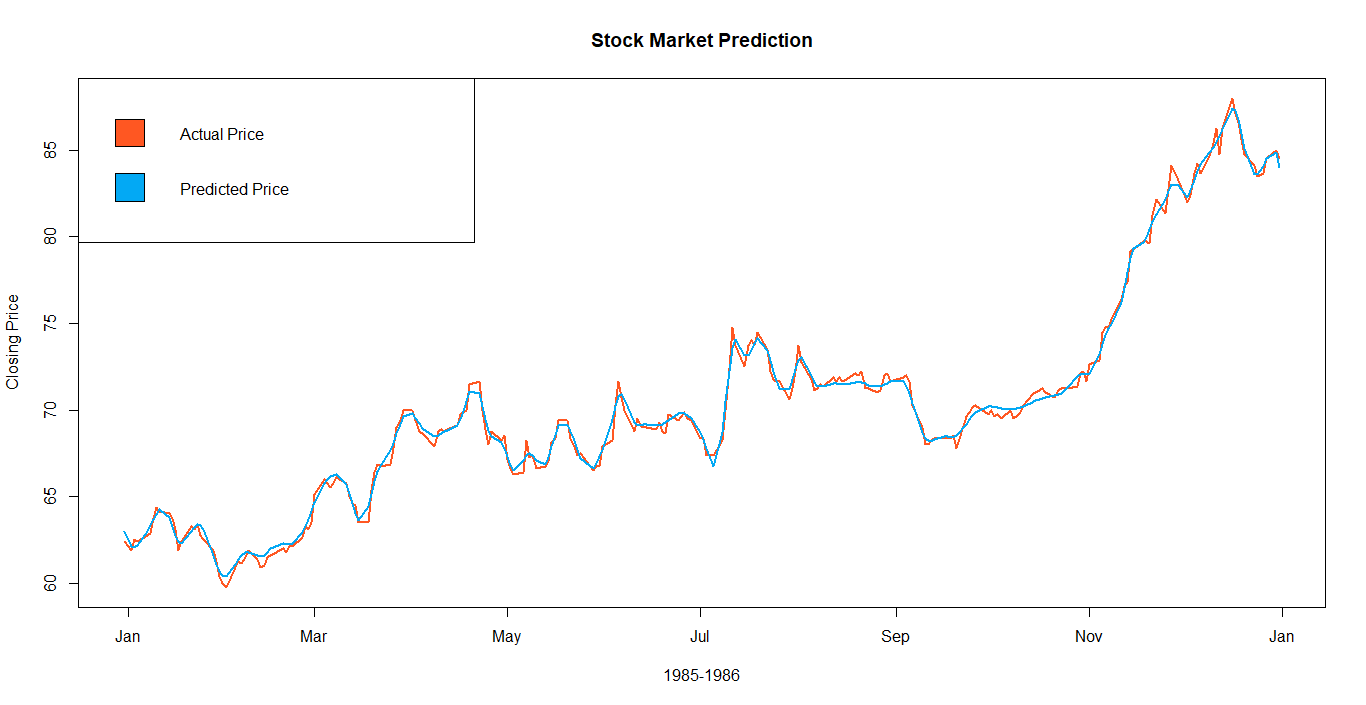 Stock Market Prediction
Actual Price
Predicted Price
Closing Price
85
80
75
70
65
60
Jan
Mar
May
Jul
Sep
Nov
Jan
1985-1986